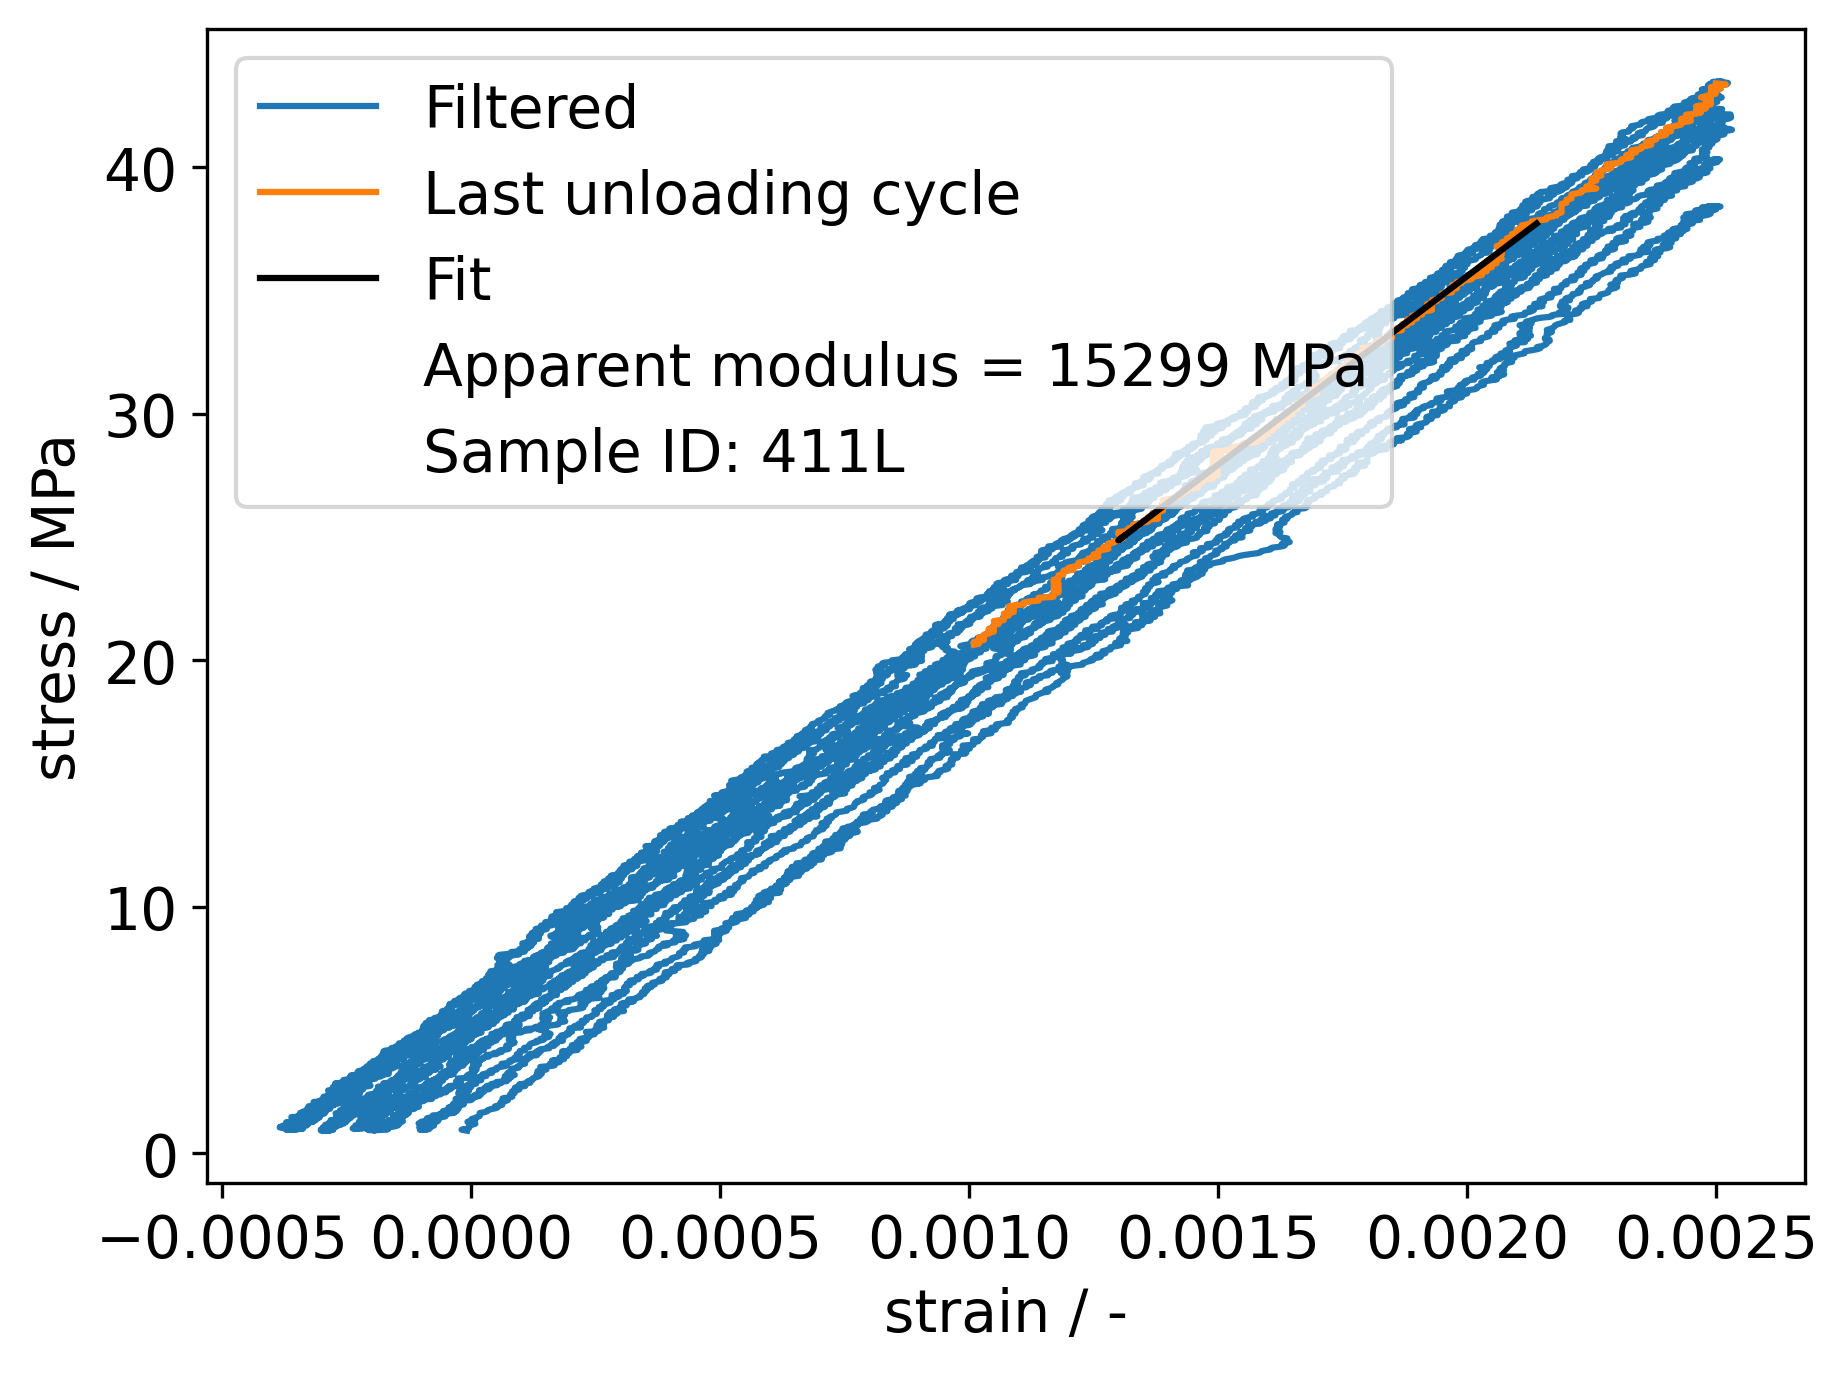 Filtered
Last unloading cycle
Fit
Apparent modulus = 15299 MPa
Sample ID: 411L
stress / MPa
40
30
20
10
0
−0.0005 0.0000 0.0005 0.0010 0.0015 0.0020 0.0025
strain / -